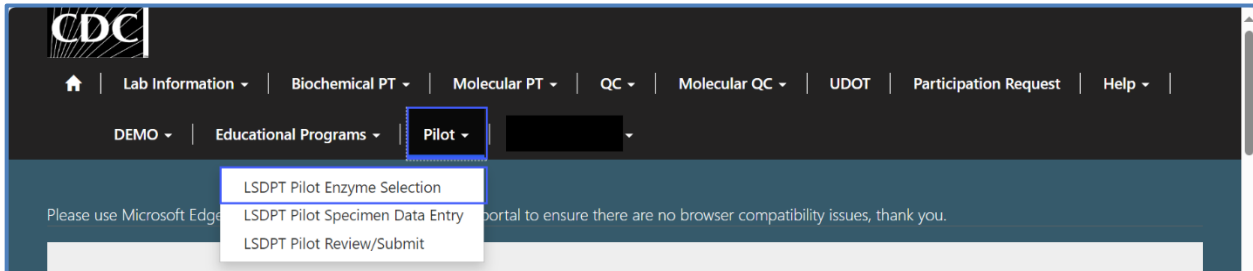 CDC
Lab Information | Biochemical PT | Molecular PT | QC | Molecular QC | UDOT | Participation Request | Help |
DEMO | Educational Programs | Pilot |
LSDPT Pilot Enzyme Selection
Please use Microsoft Edge LSDPT Pilot Specimen Data Entry portal to ensure there are no browser compatibility issues, thank you.
LSDPT Pilot Review/Submit